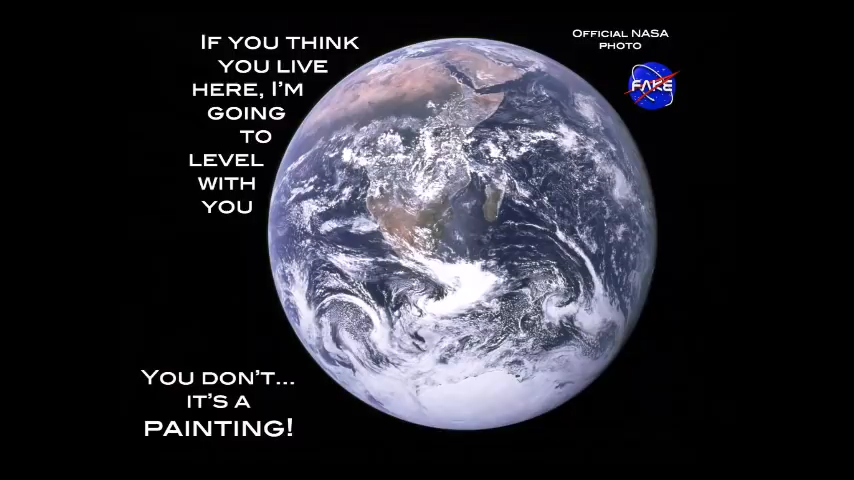 If you think
you live
here, I'm
going
to
level
with
you
Official NASA
photo
FAKE
You don't...
it's a
painting!